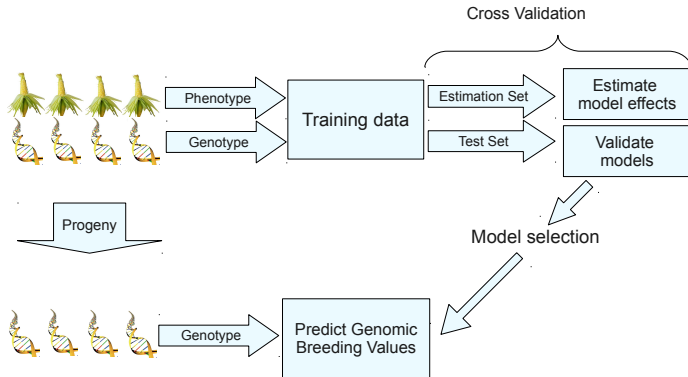 Cross Validation
Phenotype
Estimation Set
Estimate
model effects
Training data
Genotype
Test Set
Validate
models
Progeny
Model selection
Genotype
Predict Genomic
Breeding Values